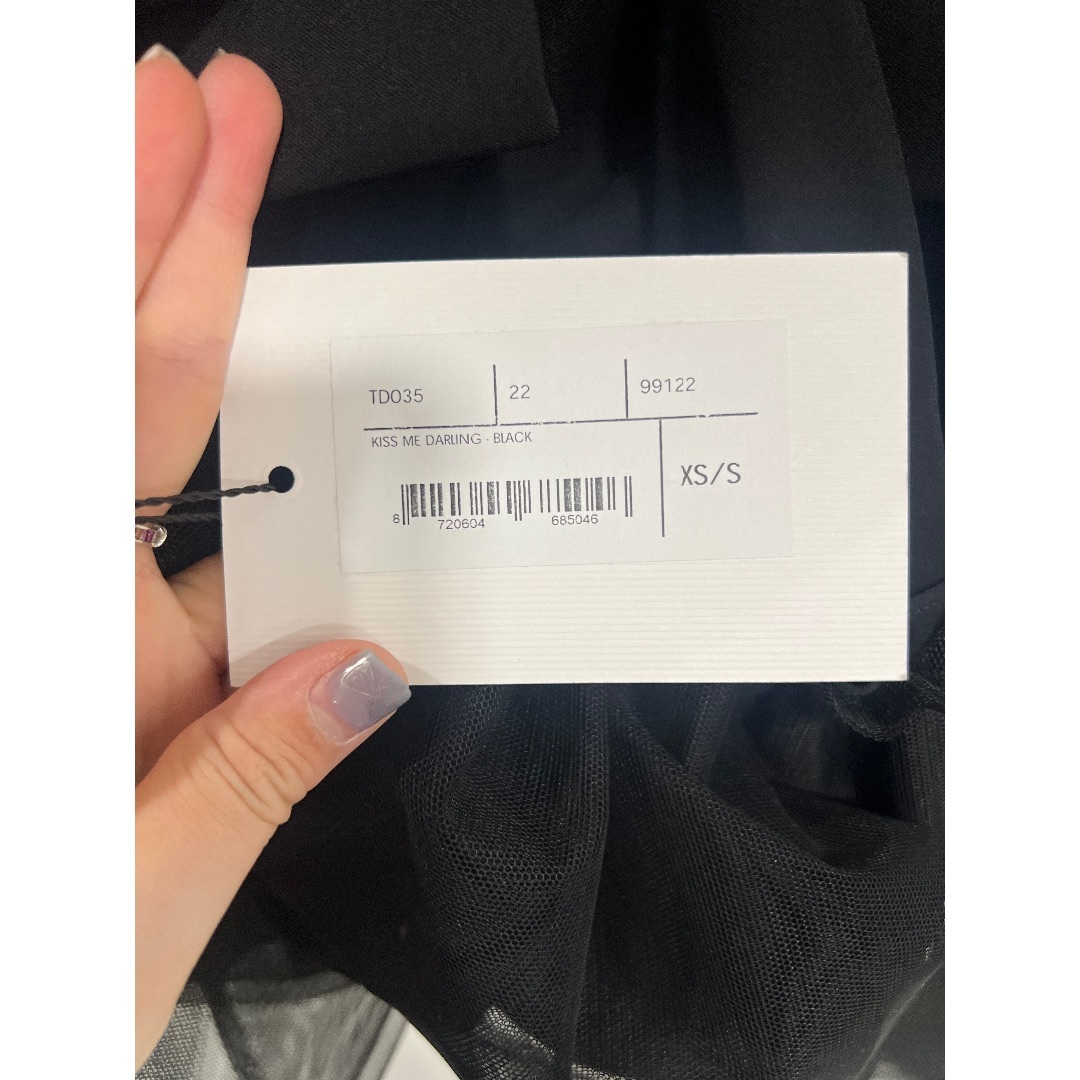 TD035 22 99122
KISS ME DARLING · BLACK
XS/S
8 720604 685046